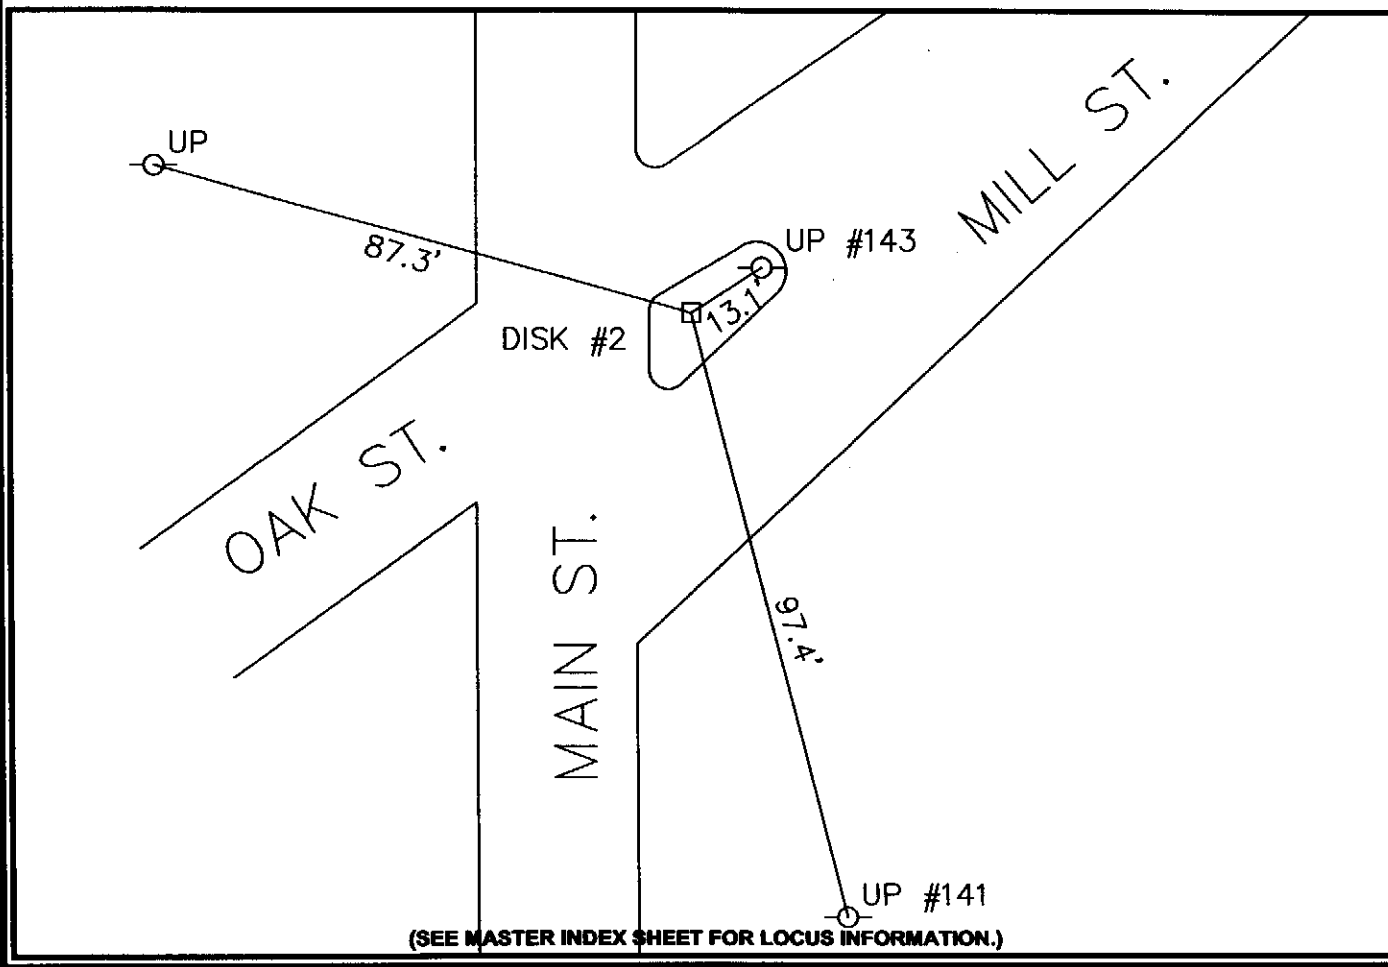 UP
MILL ST.
UP #143
87.3'
13.1'
DISK #2
OAK ST.
MAIN ST.
97.4'
UP #141
(SEE MASTER INDEX SHEET FOR LOCUS INFORMATION.)